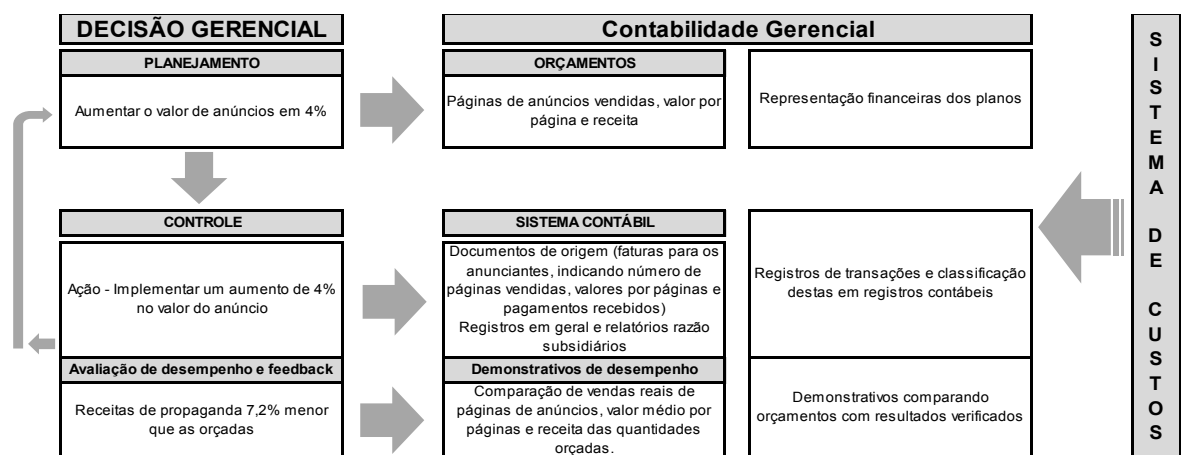 DECISÃO GERENCIAL
Contabilidade Gerencial
PLANEJAMENTO
Aumentar o valor de anúncios em 4%
ORÇAMENTOS
Páginas de anúncios vendidas, valor por
página e receita
Representação financeiras dos planos
CONTROLE
Ação - Implementar um aumento de 4%
no valor do anúncio
SISTEMA CONTÁBIL
Documentos de origem (faturas para os
anunciantes, indicando número de
páginas vendidas, valores por páginas e
pagamentos recebidos)
Registros em geral e relatórios razão
subsidiários
Registros de transações e classificação
destas em registros contábeis
Avaliação de desempenho e feedback
Receitas de propaganda 7,2% menor
que as orçadas
Demonstrativos de desempenho
Comparação de vendas reais de
páginas de anúncios, valor médio por
páginas e receita das quantidades
orçadas.
Demonstrativos comparando
orçamentos com resultados verificados
SISTEMA DE CUSTOS